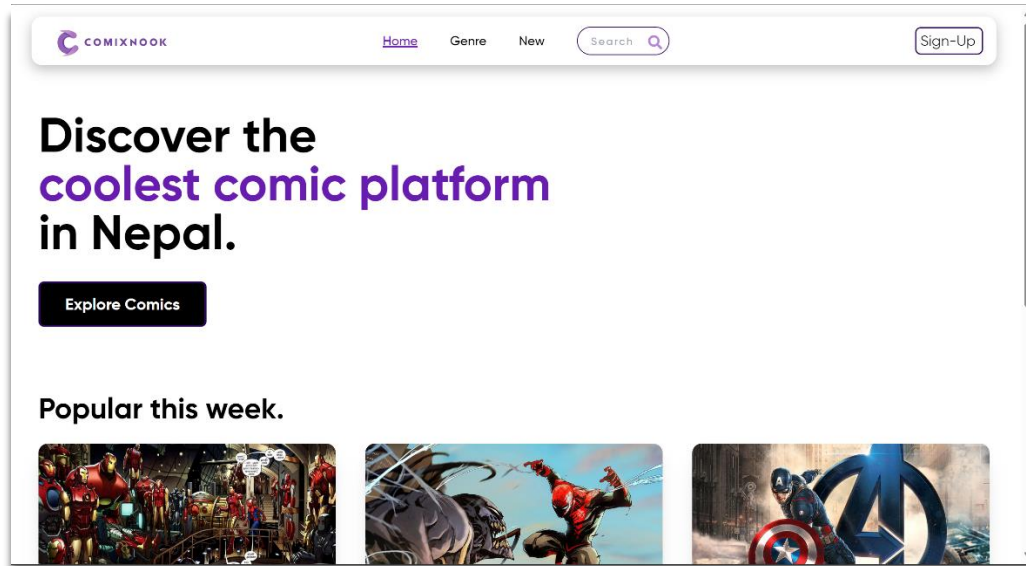 COMIXNOOK
Home Genre New Search Sign-Up
Discover the
coolest comic platform
in Nepal.
Explore Comics
Popular this week.